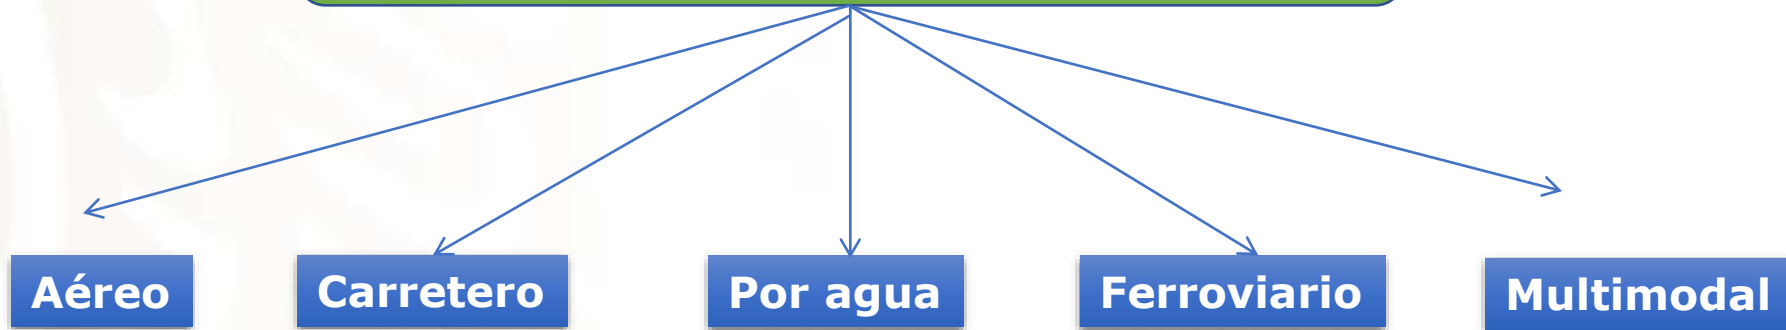 Aéreo
Carretero
Por agua
Ferroviario
Multimodal